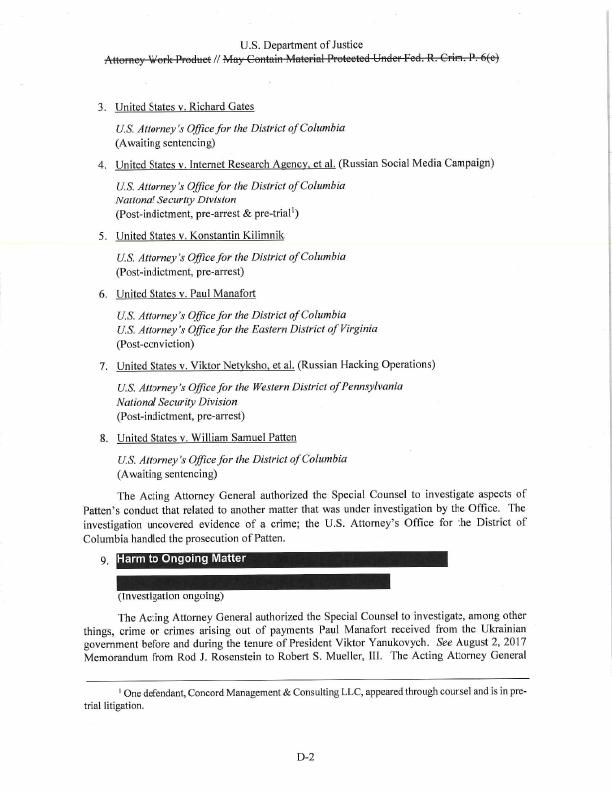 U.S. Department of Justice
Attorney Work Product // May Contain Material Protected Under Fed. R. Crim. P. 6(e)
3. United States v. Richard Gates
U.S. Attorney's Office for the District of Columbia
(Awaiting sentencing)
4. United States v. Internet Research Agency, et al. (Russian Social Media Campaign)
U.S. Attorney's Office for the District of Columbia
National Security Division
(Post-indictment, pre-arrest & pre-trial¹)
5. United States v. Konstantin Kilimnik
U.S. Attorney's Office for the District of Columbia
(Post-indictment, pre-arrest)
6. United States v. Paul Manafort
U.S. Attorney's Office for the District of Columbia
U.S. Attorney's Office for the Eastern District of Virginia
(Post-conviction)
7. United States v. Viktor Netyksho, et al. (Russian Hacking Operations)
U.S. Attorney's Office for the Western District of Pennsylvania
National Security Division
(Post-indictment, pre-arrest)
8. United States v. William Samuel Patten
U.S. Attorney's Office for the District of Columbia
(Awaiting sentencing)
The Acting Attorney General authorized the Special Counsel to investigate aspects of
Patten's conduct that related to another matter that was under investigation by the Office. The
investigation uncovered evidence of a crime; the U.S. Attorney's Office for the District of
Columbia handled the prosecution of Patten.
9. Harm to Ongoing Matter
(Investigation ongoing)
The Acting Attorney General authorized the Special Counsel to investigate, among other
things, crime or crimes arising out of payments Paul Manafort received from the Ukrainian
government before and during the tenure of President Viktor Yanukovych. See August 2, 2017
Memorandum from Rod J. Rosenstein to Robert S. Mueller, III. The Acting Attorney General
¹ One defendant, Concord Management & Consulting LLC, appeared through counsel and is in pre-
trial litigation.
D-2